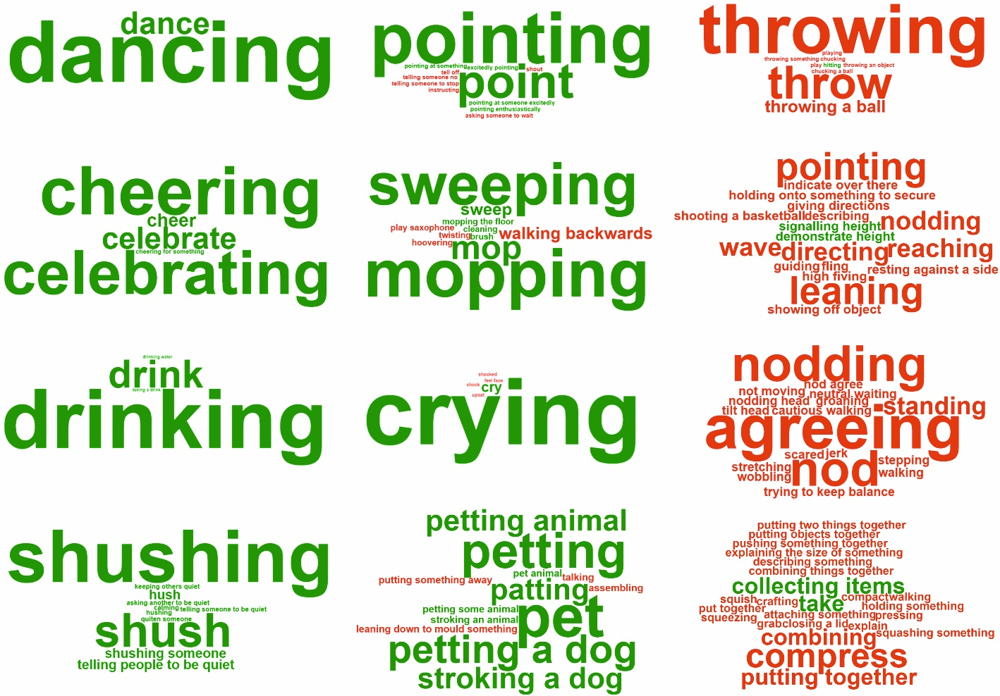 dance
dancing
pointing
pointing at something
excitedly pointing
shout
tell off
telling someone no
telling someone to stop
instructing
point
pointing at someone excitedly
pointing enthusiastically
asking someone to wait
throwing
playing
throwing something
chucking
play hitting
throwing an object
chucking a ball
throw
throwing a ball
cheering
cheer
celebrate
cheering for something
celebrating
sweeping
sweep
mopping the floor
play saxophone
cleaning
twisting
brush
walking backwards
hoovering
mop
mopping
pointing
indicate over there
holding onto something to secure
giving directions
shooting a basketball
describing
signalling height
nodding
demonstrate height
wave
directing
reaching
guiding
fling
resting against a side
high fiving
leaning
showing off object
drinking water
drink
taking a drink
drinking
shocked
feel face
shock
cry
upset
crying
nodding
nod agree
not moving
neutral waiting
nodding head
groaning
tilt head
cautious walking
standing
agreeing
scared
jerk
stretching
nod
stepping
wobbling
walking
trying to keep balance
shushing
keeping others quiet
hush
asking another to be quiet
calming
telling someone to be quiet
hushing
quiten someone
shush
shushing someone
telling people to be quiet
petting animal
petting
pet animal
talking
putting something away
patting
assembling
petting some animal
pet
stroking an animal
leaning down to mould something
petting a dog
stroking a dog
putting two things together
putting objects together
pushing something together
explaining the size of something
describing something
combining things together
collecting items
squish
crafting
take
compact
walking
put together
holding something
squeezing
attaching something
pressing
grab
closing a lid
explain
combining
squashing something
compress
putting together